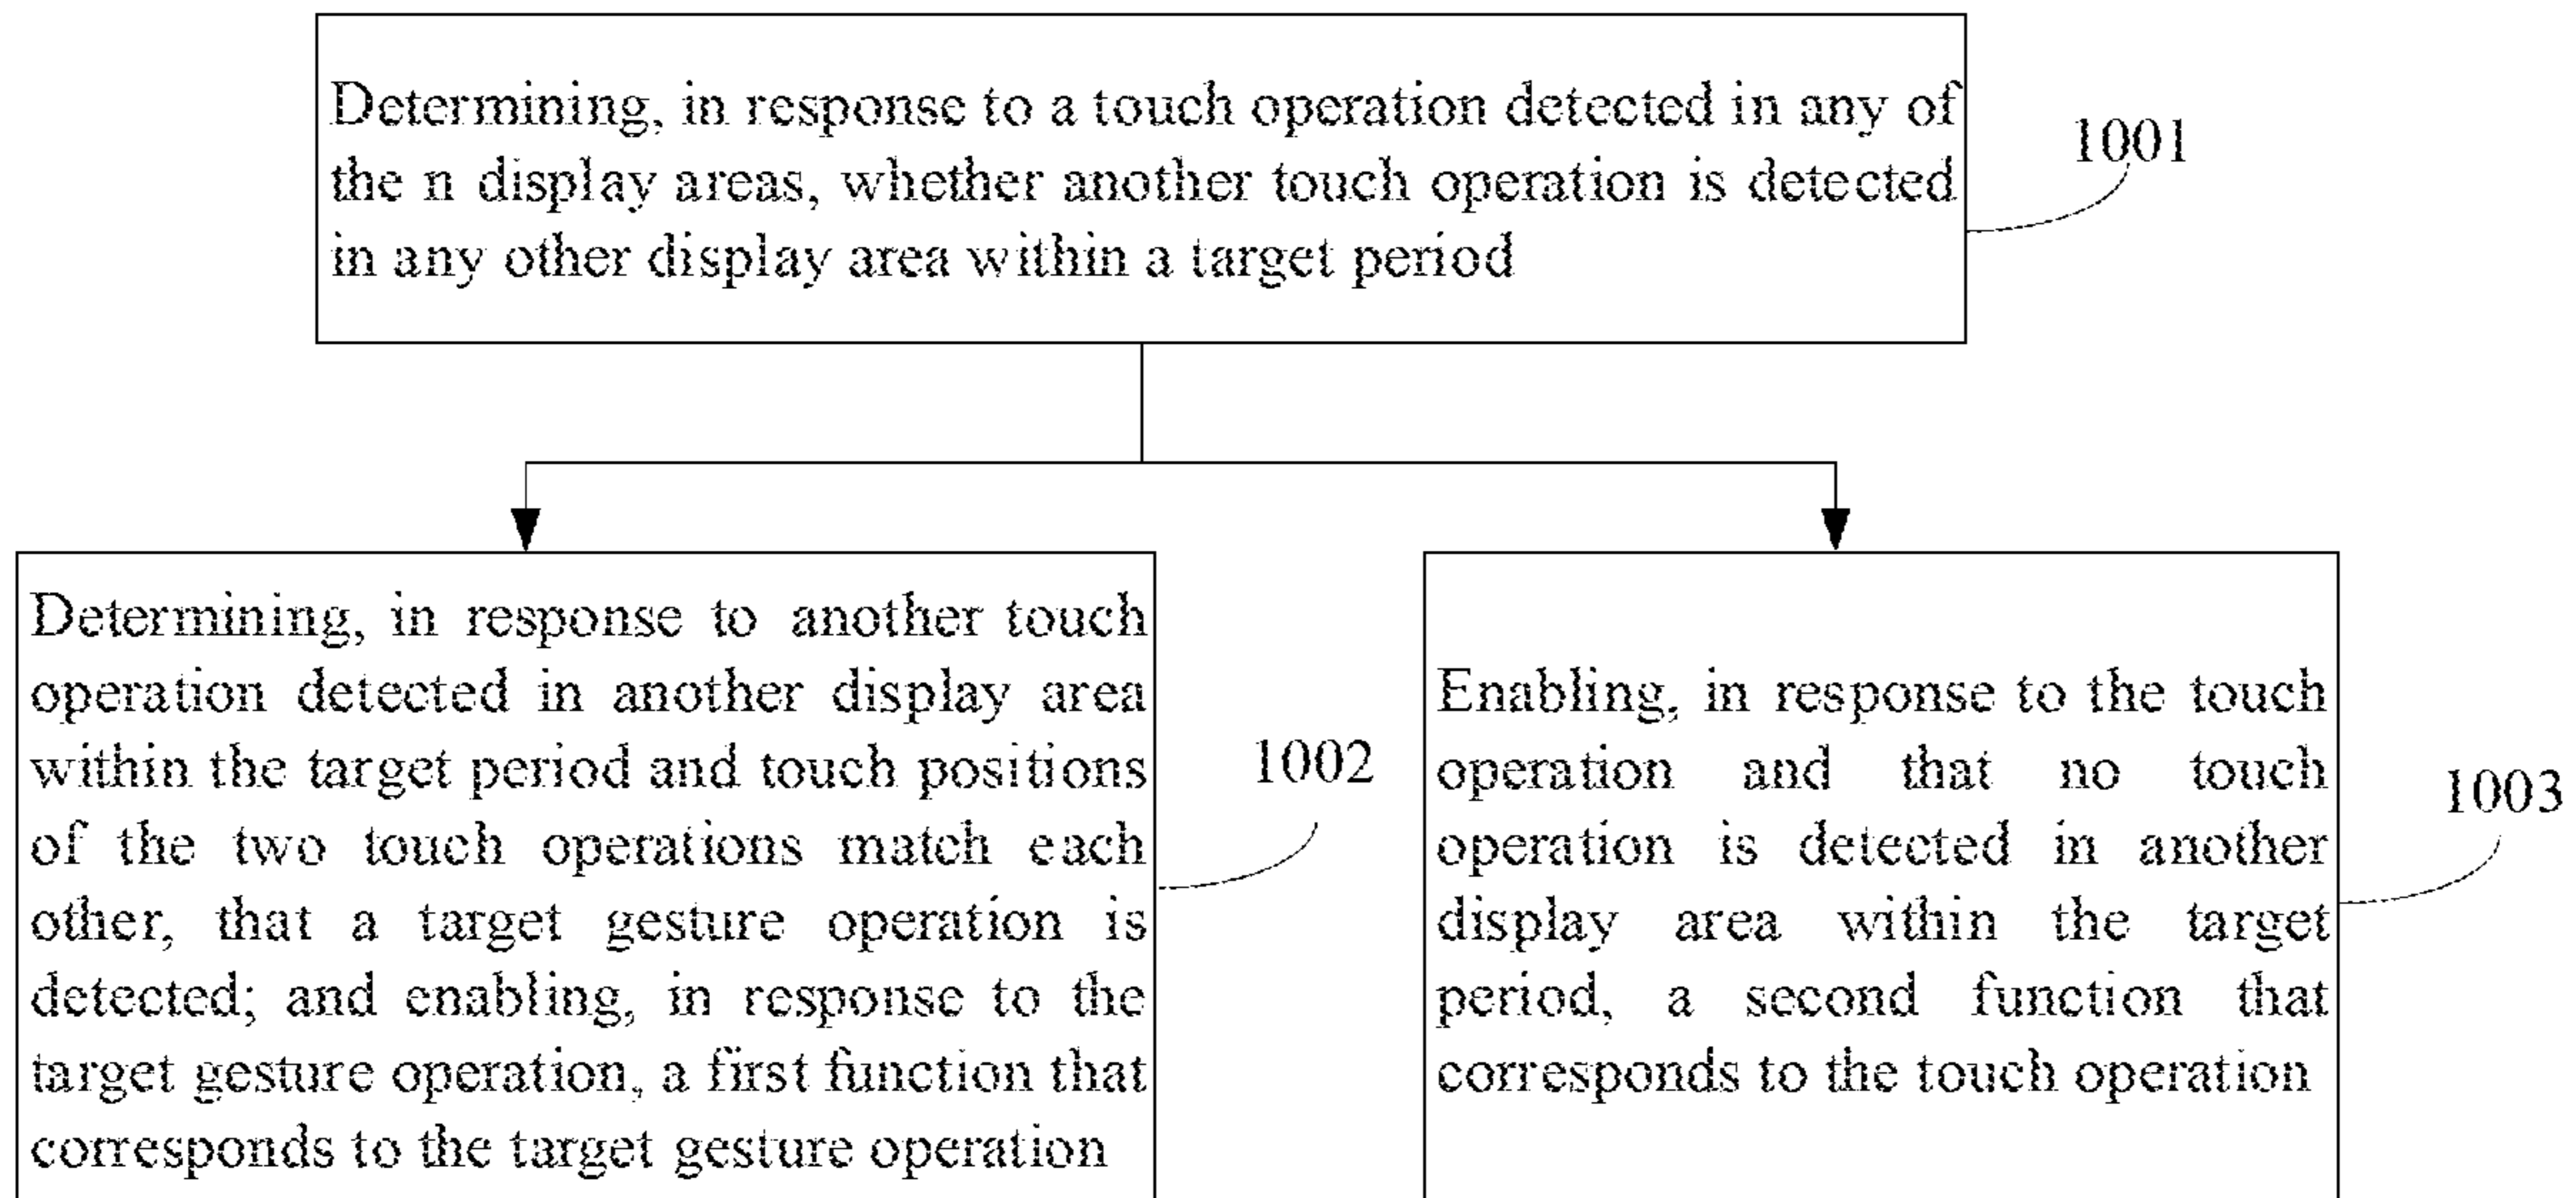 Determining, in response to a touch operation detected in any of
the n display areas, whether another touch operation is detected
in any other display area within a target period
1001
Determining, in response to another touch
operation detected in another display area
within the target period and touch positions
of the two touch operations match each
other, that a target gesture operation is
detected; and enabling, in response to the
target gesture operation, a first function that
corresponds to the target gesture operation
1002
Enabling, in response to the touch
operation and that no touch
operation is detected in another
display area within the target
period, a second function that
corresponds to the touch operation
1003